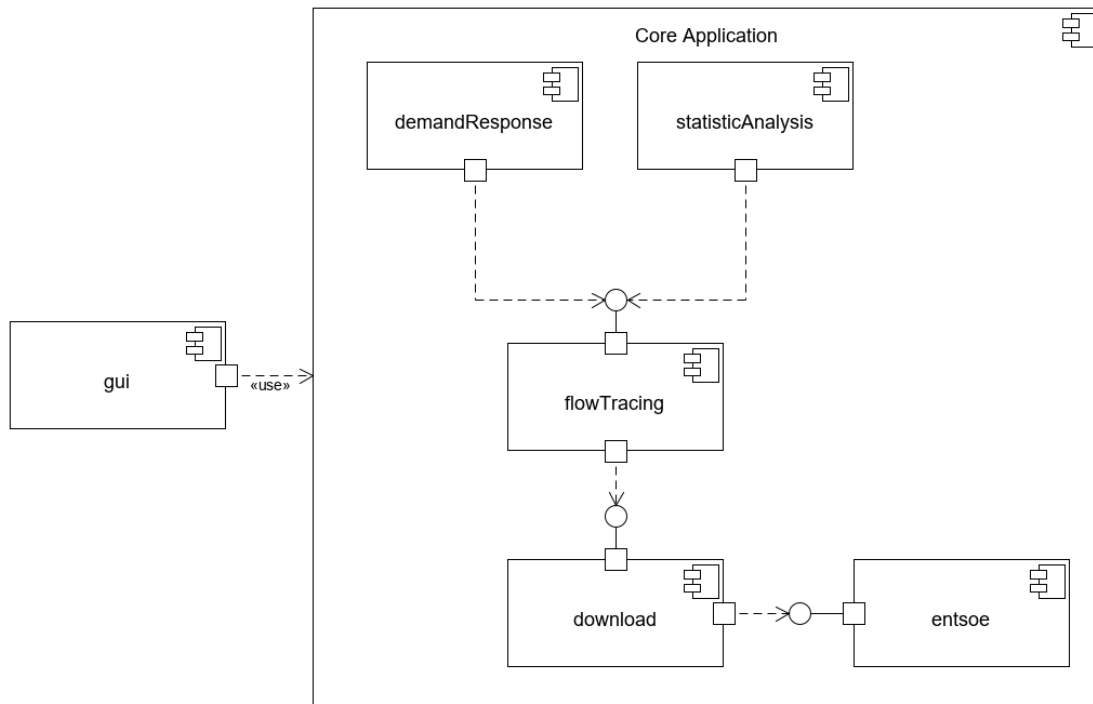 Core Application
demandResponse
statisticAnalysis
gui
«use»
flowTracing
download
entsoe